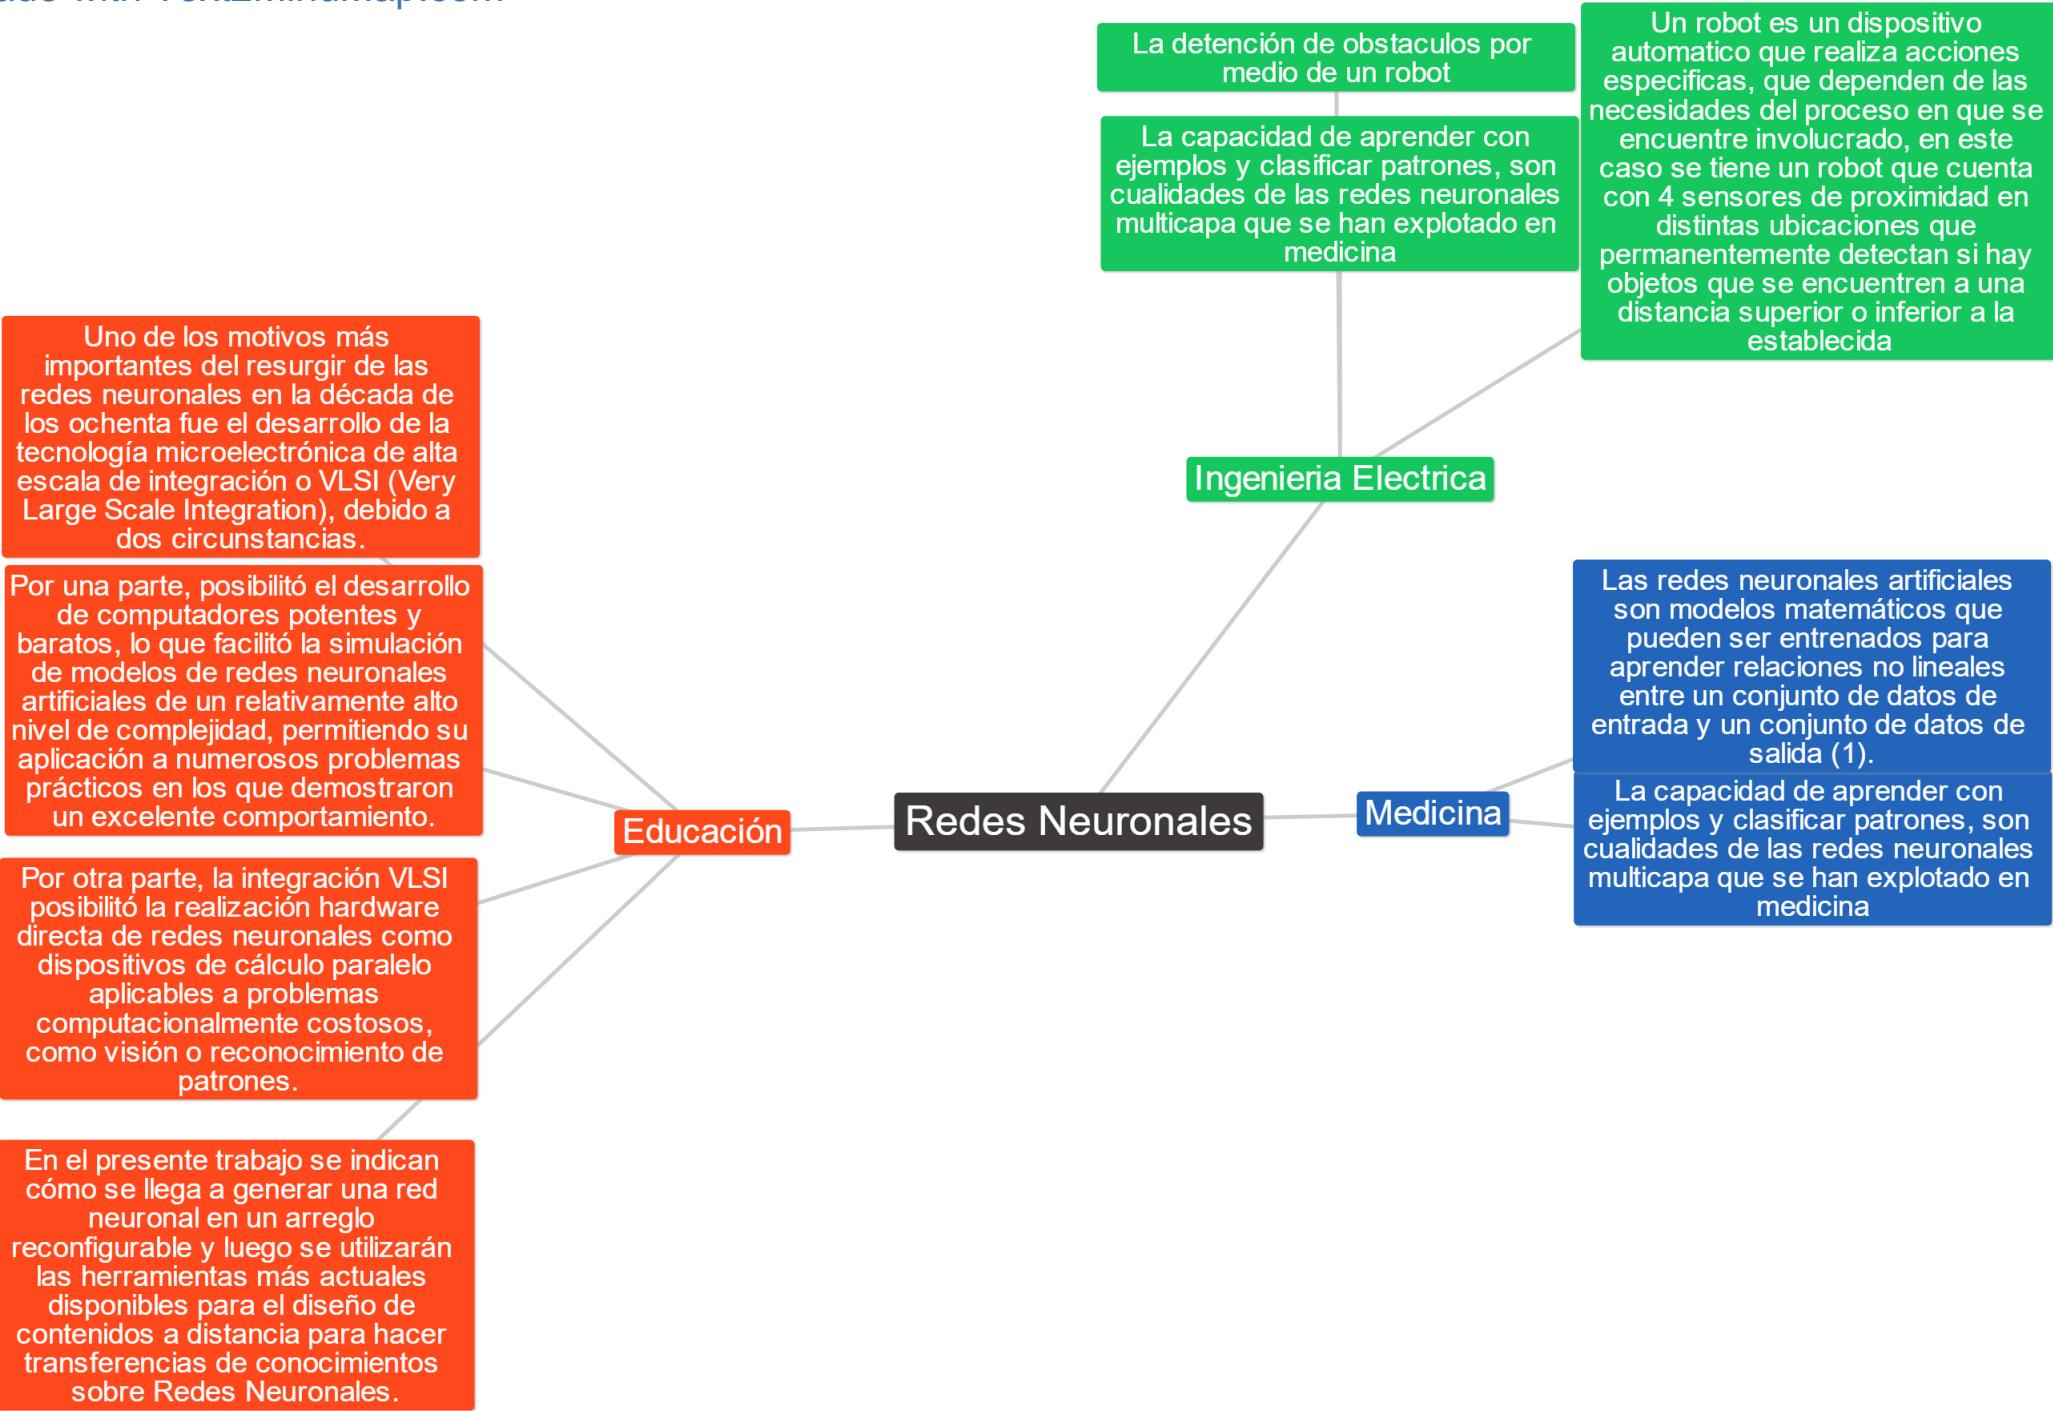 La detención de obstaculos por
medio de un robot
La capacidad de aprender con
ejemplos y clasificar patrones, son
cualidades de las redes neuronales
multicapa que se han explotado en
medicina
Un robot es un dispositivo
automatico que realiza acciones
especificas, que dependen de las
necesidades del proceso en que se
encuentre involucrado, en este
caso se tiene un robot que cuenta
con 4 sensores de proximidad en
distintas ubicaciones que
permanentemente detectan si hay
objetos que se encuentren a una
distancia superior o inferior a la
establecida
Ingenieria Electrica
Uno de los motivos más
importantes del resurgir de las
redes neuronales en la década de
los ochenta fue el desarrollo de la
tecnología microelectrónica de alta
escala de integración o VLSI (Very
Large Scale Integration), debido a
dos circunstancias.
Por una parte, posibilitó el desarrollo
de computadores potentes y
baratos, lo que facilitó la simulación
de modelos de redes neuronales
artificiales de un relativamente alto
nivel de complejidad, permitiendo su
aplicación a numerosos problemas
prácticos en los que demostraron
un excelente comportamiento.
Por otra parte, la integración VLSI
posibilitó la realización hardware
directa de redes neuronales como
dispositivos de cálculo paralelo
aplicables a problemas
computacionalmente costosos,
como visión o reconocimiento de
patrones.
En el presente trabajo se indican
cómo se llega a generar una red
neuronal en un arreglo
reconfigurable y luego se utilizarán
las herramientas más actuales
disponibles para el diseño de
contenidos a distancia para hacer
transferencias de conocimientos
sobre Redes Neuronales.
Educación
Redes Neuronales
Medicina
Las redes neuronales artificiales
son modelos matemáticos que
pueden ser entrenados para
aprender relaciones no lineales
entre un conjunto de datos de
entrada y un conjunto de datos de
salida (1).
La capacidad de aprender con
ejemplos y clasificar patrones, son
cualidades de las redes neuronales
multicapa que se han explotado en
medicina